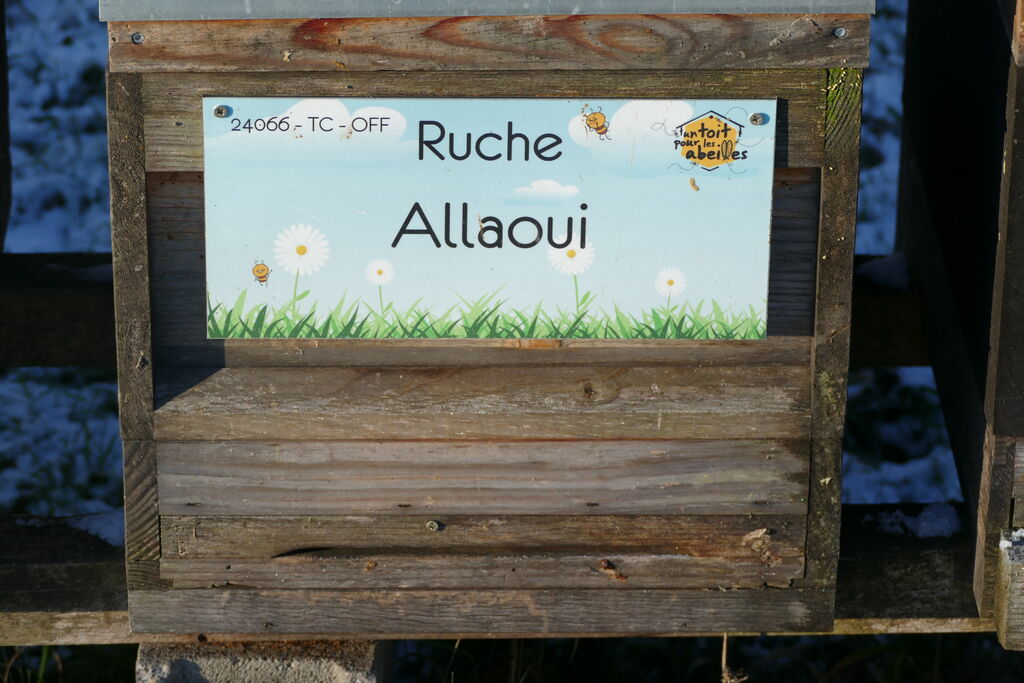 24066 - TC - OFF
Ruche
Allaoui
un toit
pour les
abeilles